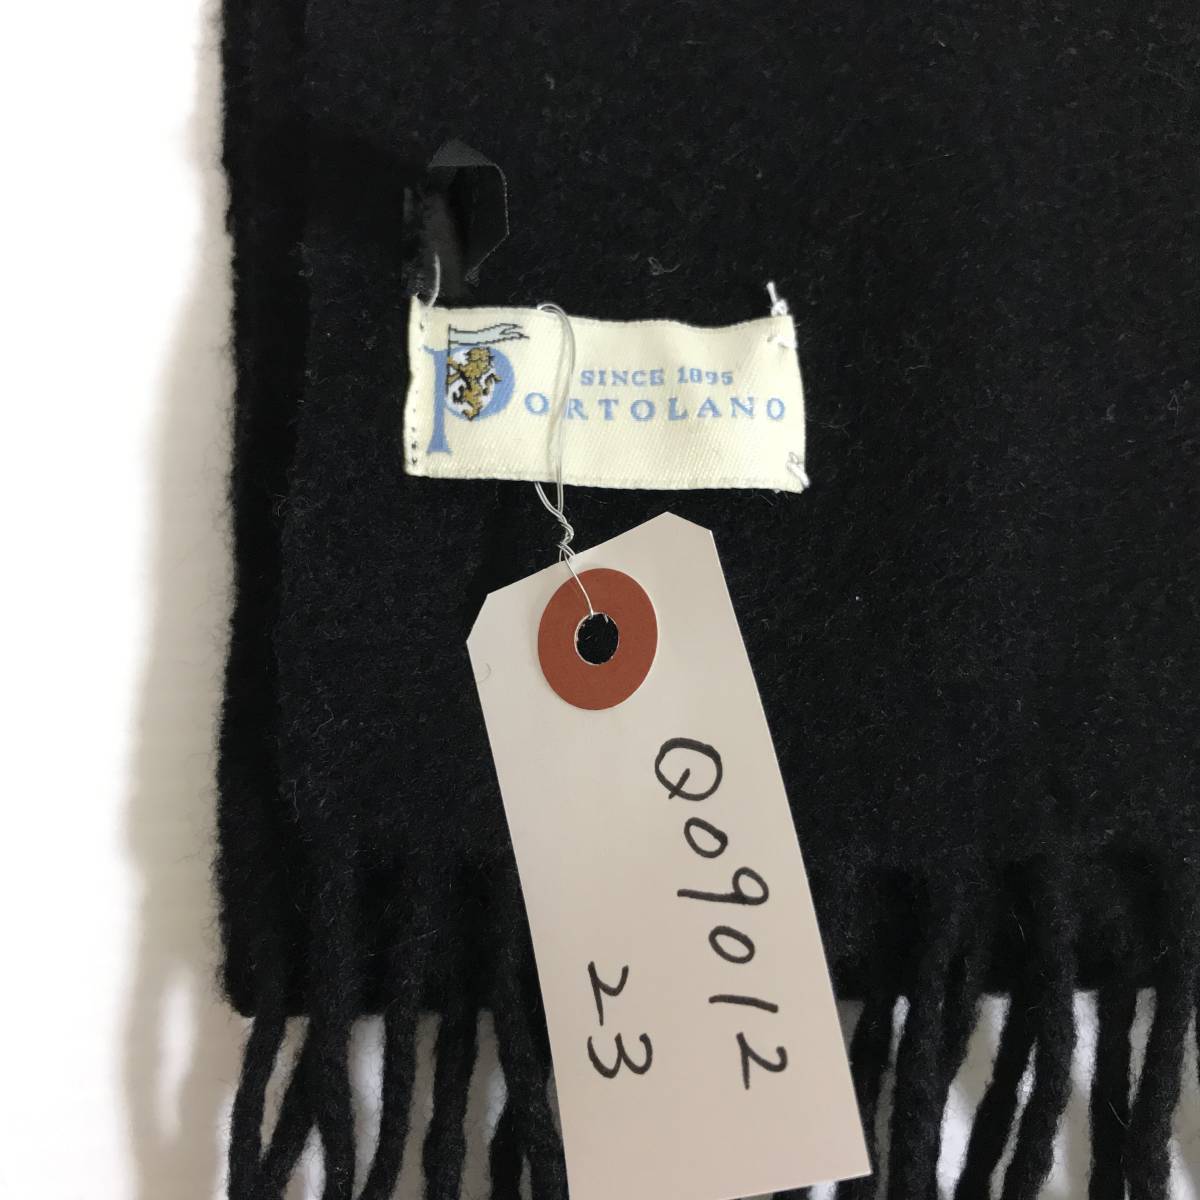 SINCE 1895
PORTOLANO
Q09012
23